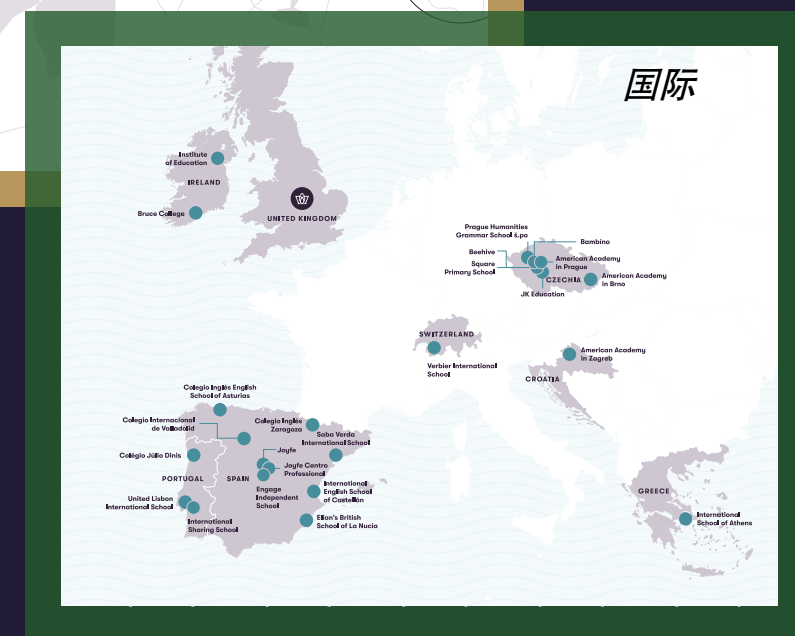 国际
Institute
of Education
IRELAND
Bruce College
UNITED KINGDOM
Prague Humanities
Grammar School š.po
Bambino
Beehive
American Academy
in Prague
Square
Primary School
CZECHIA
American Academy
in Brno
JK Education
SWITZERLAND
Verbier International
School
American Academy
in Zagreb
CROATIA
Colegio Inglés English
School of Asturias
Colegio Internacional
de Valladolid
Colegio Inglés
Zaragoza
Saba Verda
International School
Colégio Júlio Dinis
Joyfe
Joyfe Centro
Professional
PORTUGAL
SPAIN
Engage
Independent
School
International
English School
of Castellón
United Lisbon
International School
International
Sharing School
Elian's British
School of La Nucia
GREECE
International
School of Athens